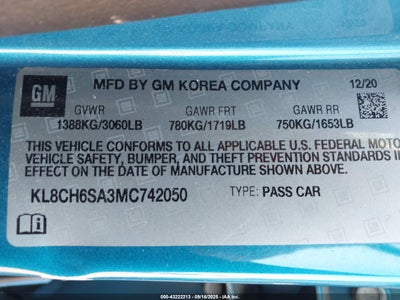 GM
MFD BY GM KOREA COMPANY 12/20
GVWR GAWR FRT GAWR RR
1388KG/3060LB 780KG/1719LB 750KG/1653LB
THIS VEHICLE CONFORMS TO ALL APPLICABLE U.S. FEDERAL MOTOR
VEHICLE SAFETY, BUMPER, AND THEFT PREVENTION STANDARDS IN
EFFECT ON THE DATE OF MANUFACTURE SHOWN ABOVE.
KL8CH6SA3MC742050 TYPE: PASS CAR
000-43222213 - 09/16/2025 - IAA Inc.